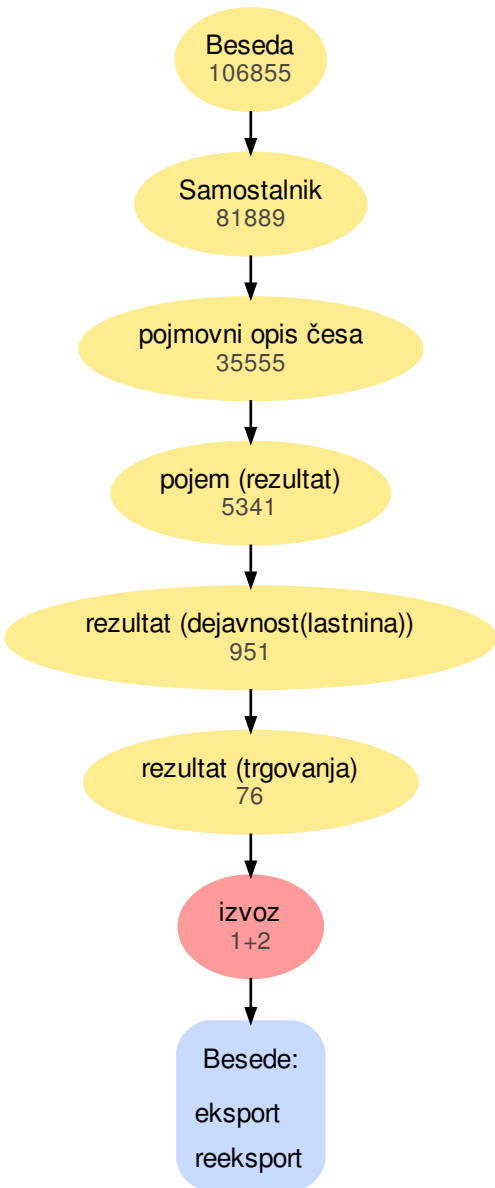 Beseda
106855
Samostalnik
81889
pojmovni opis česa
35555
pojem (rezultat)
5341
rezultat (dejavnost(lastnina))
951
rezultat (trgovanja)
76
izvoz
1+2
Besede:
eksport
reeksport